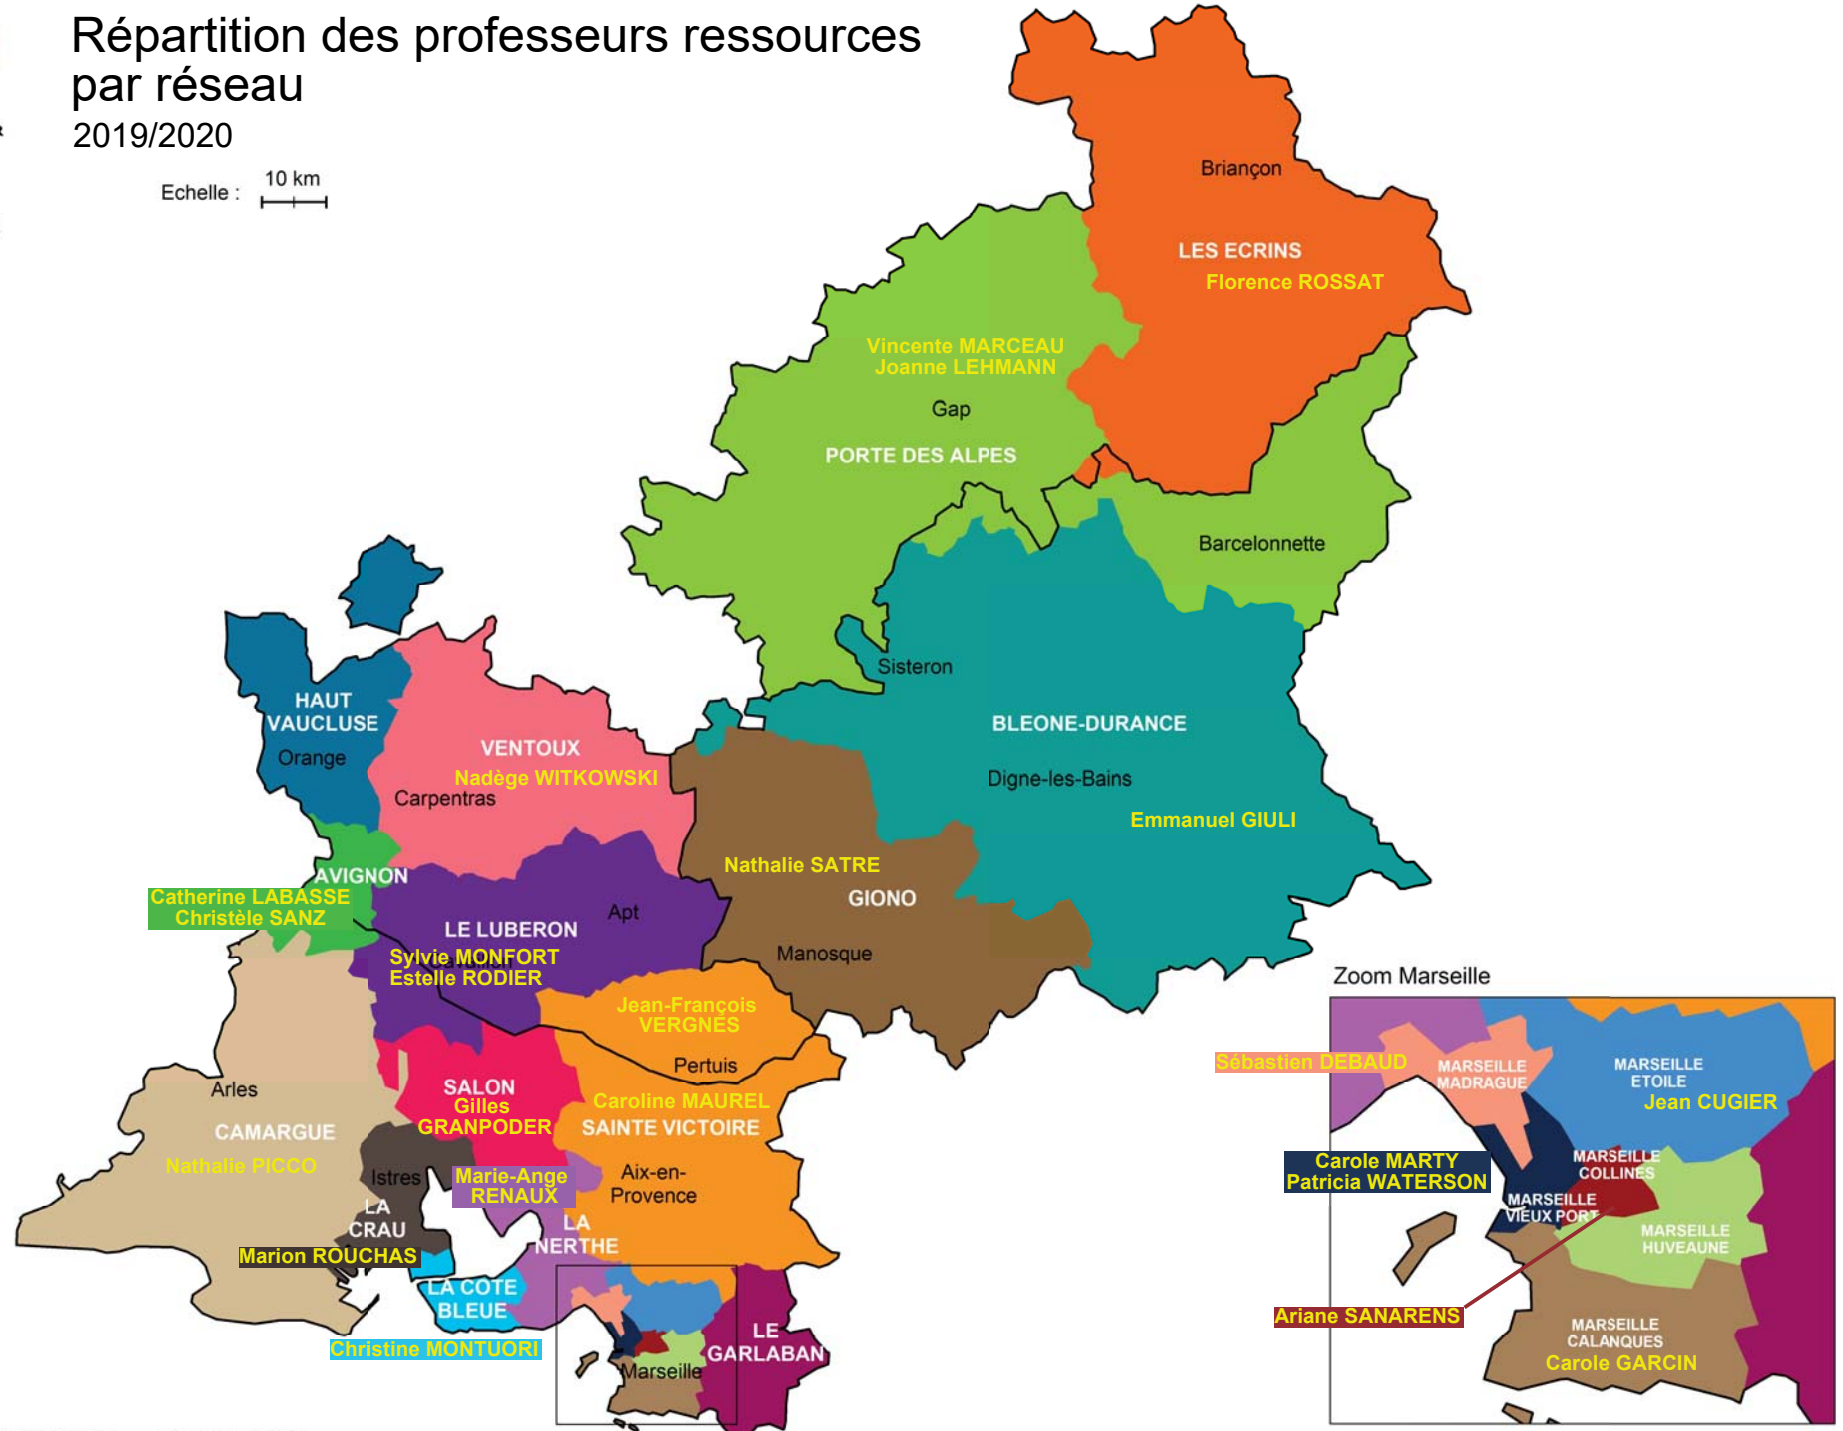 Répartition des professeurs ressources
par réseau
2019/2020
Echelle :
10 km
Briançon
LES ECRINS
Florence ROSSAT
Vincente MARCEAU
Joanne LEHMANN
Gap
PORTE DES ALPES
Barcelonnette
Sisteron
HAUT
VAUCLUSE
Orange
VENTOUX
Nadège WITKOWSKI
Carpentras
BLEONE-DURANCE
Digne-les-Bains
Emmanuel GIULI
Nathalie SATRE
GIONO
Manosque
AVIGNON
Catherine LABASSE
Christèle SANZ
Apt
LE LUBERON
Sylvie MONFORT
Estelle RODIER
Jean-François
VERGNES
Pertuis
Arles
CAMARGUE
Nathalie PICCO
SALON
Gilles
GRANPODER
Caroline MAUREL
SAINTE VICTOIRE
Aix-en-
Provence
Istres
Marie-Ange
RENAUX
LA
CRAU
LA
NERTHE
Marion ROUCHAS
LA COTE
BLEUE
Christine MONTUORI
Marseille
LE
GARLABAN
Zoom Marseille
Sébastien DEBAUD
MARSEILLE
MADRAGUE
MARSEILLE
ETOILE
Jean CUGIER
Carole MARTY
Patricia WATERSON
MARSEILLE
COLLINES
MARSEILLE
VIEUX PORT
MARSEILLE
HUVEAUNE
Ariane SANARENS
MARSEILLE
CALANQUES
Carole GARCIN